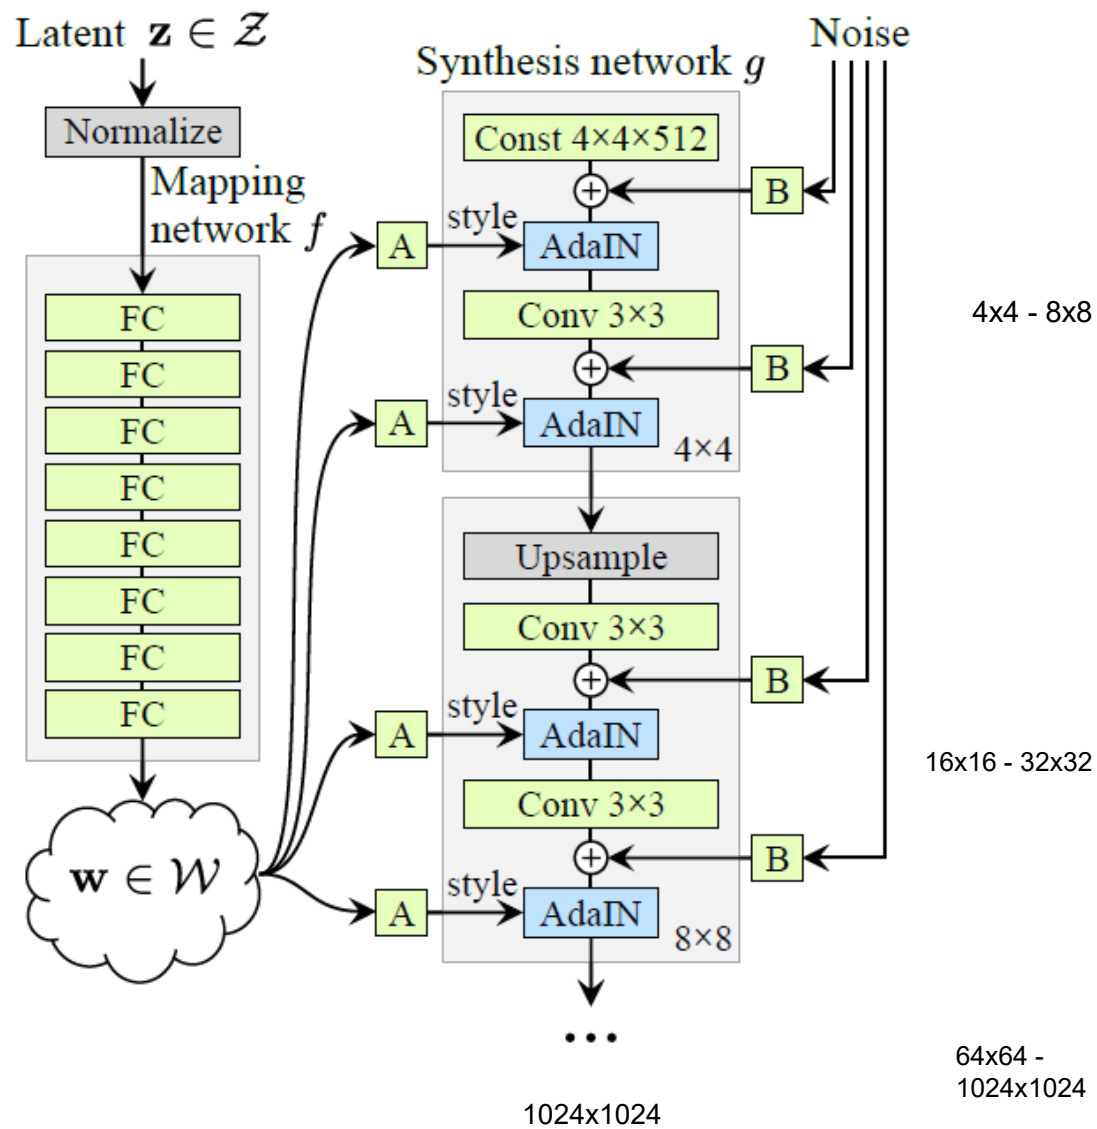 Latent z ∈ 𝒵
Normalize
Mapping
network f
FC
FC
FC
FC
FC
FC
FC
FC
w ∈ 𝒲
Synthesis network g
Noise
Const 4×4×512
+
B
A
style
AdaIN
Conv 3×3
+
B
A
style
AdaIN
4×4
Upsample
Conv 3×3
+
B
A
style
AdaIN
Conv 3×3
+
B
A
style
AdaIN
8×8
...
1024x1024
4x4 - 8x8
16x16 - 32x32
64x64 -
1024x1024